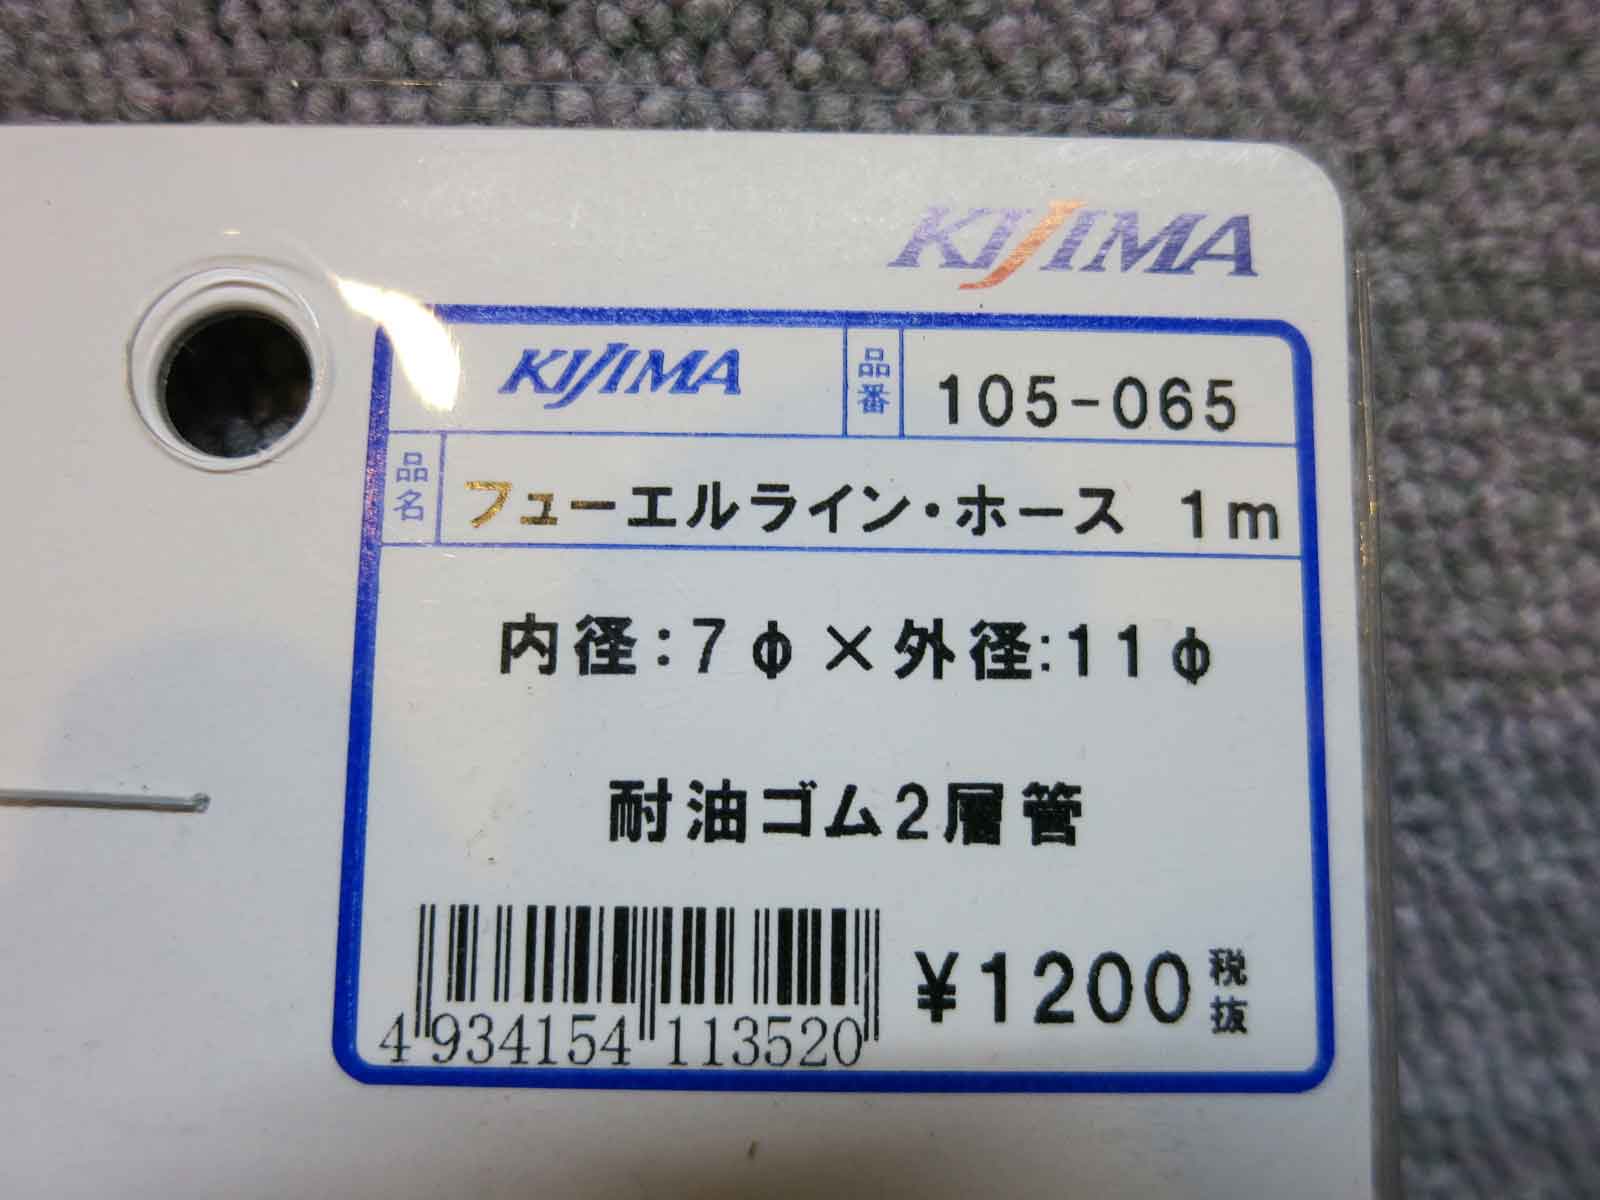 KIJIMA
KIJIMA 品番 105-065
品名 フューエルライン・ホース 1m
内径:7φ×外径:11φ
耐油ゴム2層管
¥1200 税抜
4 934154 113520